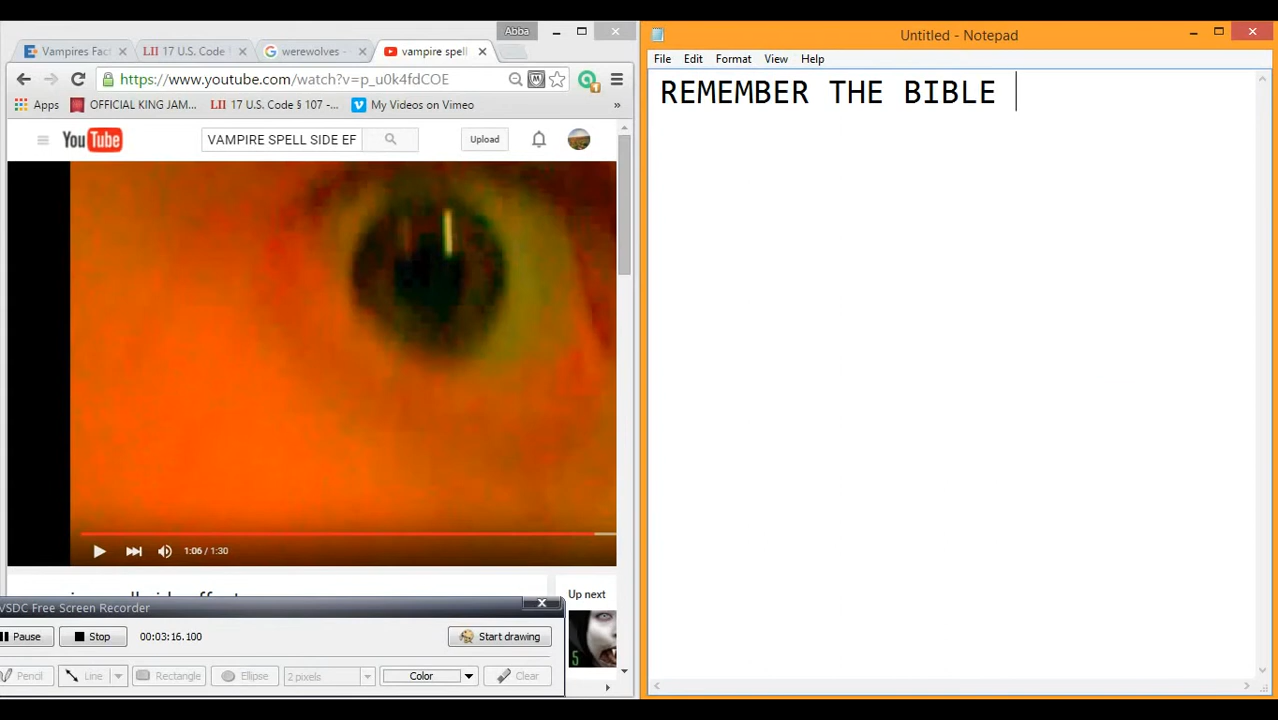 Abba
Vampires Fact
LII 17 U.S. Code
werewolves -
vampire spell
https://www.youtube.com/watch?v=p_u0k4fdCOE
Apps
OFFICIAL KING JAM...
LII 17 U.S. Code § 107 -...
My Videos on Vimeo
»
YouTube
VAMPIRE SPELL SIDE EF
Upload
1:06 / 1:30
Up next
5
VSDC Free Screen Recorder
Pause
Stop
00:03:16.100
Start drawing
Pencil
Line
Rectangle
Ellipse
2 pixels
Color
Clear
Untitled - Notepad
File Edit Format View Help
REMEMBER THE BIBLE